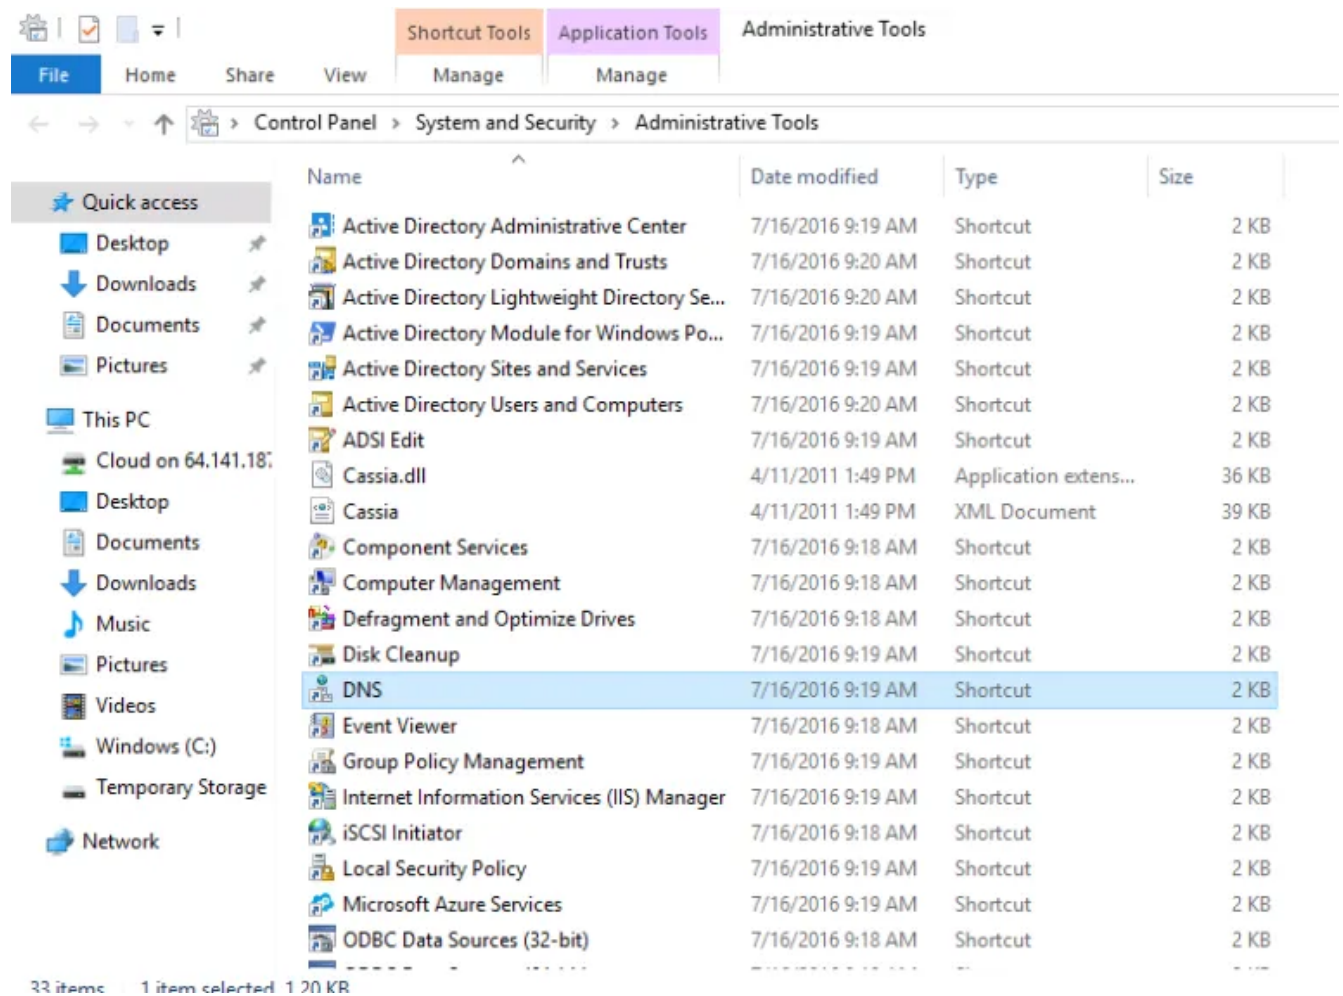 Shortcut Tools Application Tools Administrative Tools
File Home Share View Manage Manage
Control Panel > System and Security > Administrative Tools
Name Date modified Type Size
Quick access
Desktop
Downloads
Documents
Pictures
This PC
Cloud on 64.141.187
Desktop
Documents
Downloads
Music
Pictures
Videos
Windows (C:)
Temporary Storage
Network
Active Directory Administrative Center 7/16/2016 9:19 AM Shortcut 2 KB
Active Directory Domains and Trusts 7/16/2016 9:20 AM Shortcut 2 KB
Active Directory Lightweight Directory Se... 7/16/2016 9:20 AM Shortcut 2 KB
Active Directory Module for Windows Po... 7/16/2016 9:19 AM Shortcut 2 KB
Active Directory Sites and Services 7/16/2016 9:19 AM Shortcut 2 KB
Active Directory Users and Computers 7/16/2016 9:20 AM Shortcut 2 KB
ADSI Edit 7/16/2016 9:19 AM Shortcut 2 KB
Cassia.dll 4/11/2011 1:49 PM Application extens... 36 KB
Cassia 4/11/2011 1:49 PM XML Document 39 KB
Component Services 7/16/2016 9:18 AM Shortcut 2 KB
Computer Management 7/16/2016 9:18 AM Shortcut 2 KB
Defragment and Optimize Drives 7/16/2016 9:18 AM Shortcut 2 KB
Disk Cleanup 7/16/2016 9:19 AM Shortcut 2 KB
DNS 7/16/2016 9:19 AM Shortcut 2 KB
Event Viewer 7/16/2016 9:18 AM Shortcut 2 KB
Group Policy Management 7/16/2016 9:19 AM Shortcut 2 KB
Internet Information Services (IIS) Manager 7/16/2016 9:19 AM Shortcut 2 KB
iSCSI Initiator 7/16/2016 9:18 AM Shortcut 2 KB
Local Security Policy 7/16/2016 9:19 AM Shortcut 2 KB
Microsoft Azure Services 7/16/2016 9:19 AM Shortcut 2 KB
ODBC Data Sources (32-bit) 7/16/2016 9:18 AM Shortcut 2 KB
33 items 1 item selected 1.20 KB